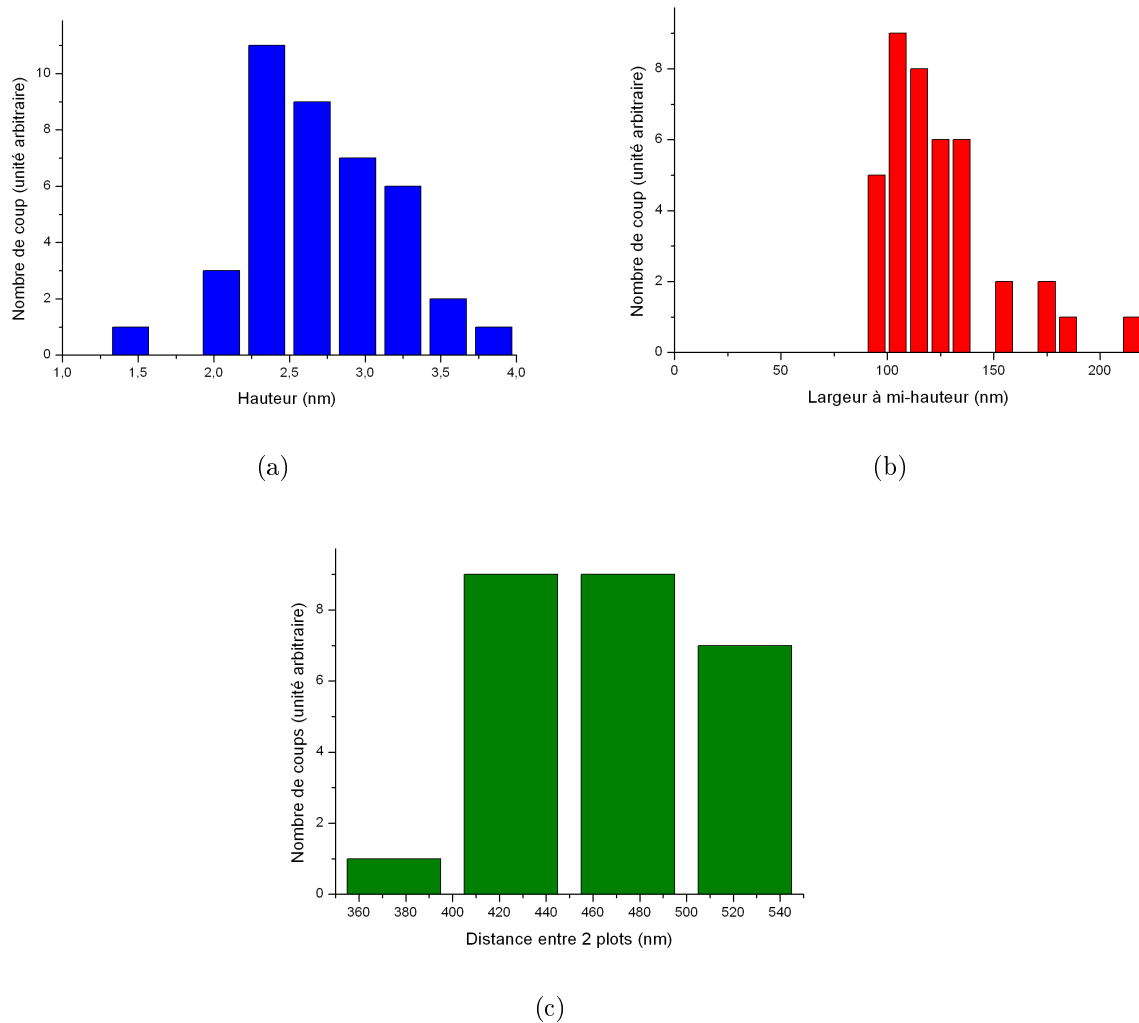 Nombre de coup (unité arbitraire)
10
8
6
4
2
0
1,0 1,5 2,0 2,5 3,0 3,5 4,0
Hauteur (nm)
(a)
Nombre de coup (unité arbitraire)
8
6
4
2
0
0 50 100 150 200
Largeur à mi-hauteur (nm)
(b)
Nombre de coups (unité arbitraire)
8
6
4
2
0
360 380 400 420 440 460 480 500 520 540
Distance entre 2 plots (nm)
(c)